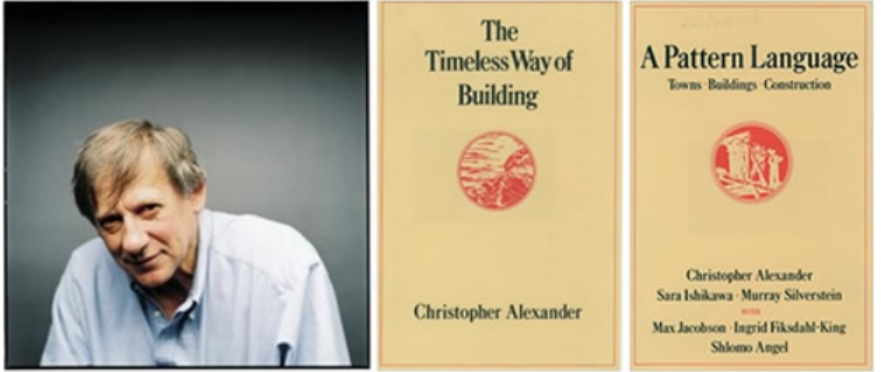 The
Timeless Way of
Building
Christopher Alexander
A Pattern Language
Towns · Buildings · Construction
Christopher Alexander
Sara Ishikawa · Murray Silverstein
WITH
Max Jacobson · Ingrid Fiksdahl-King
Shlomo Angel